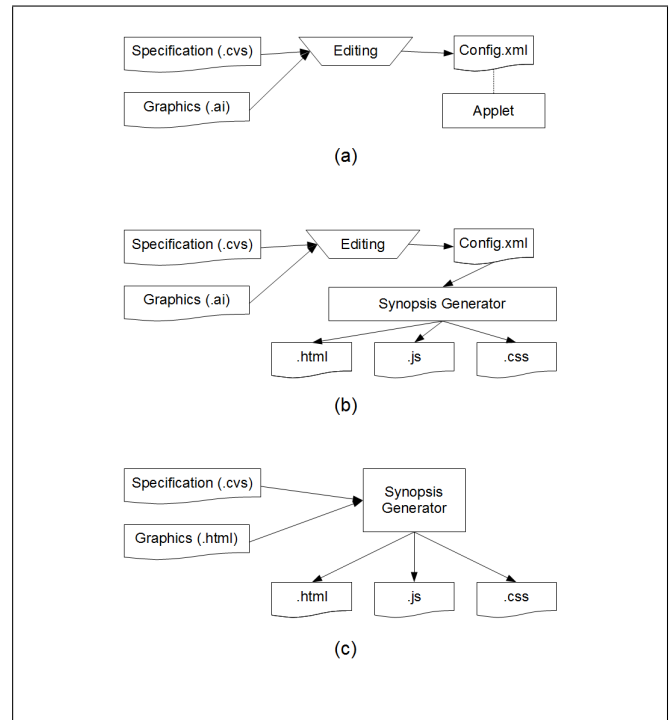 Specification (.cvs)
Editing
Config.xml
Graphics (.ai)
Applet
(a)
Specification (.cvs)
Editing
Config.xml
Graphics (.ai)
Synopsis Generator
.html
.js
.css
(b)
Specification (.cvs)
Synopsis
Generator
Graphics (.html)
.html
.js
.css
(c)